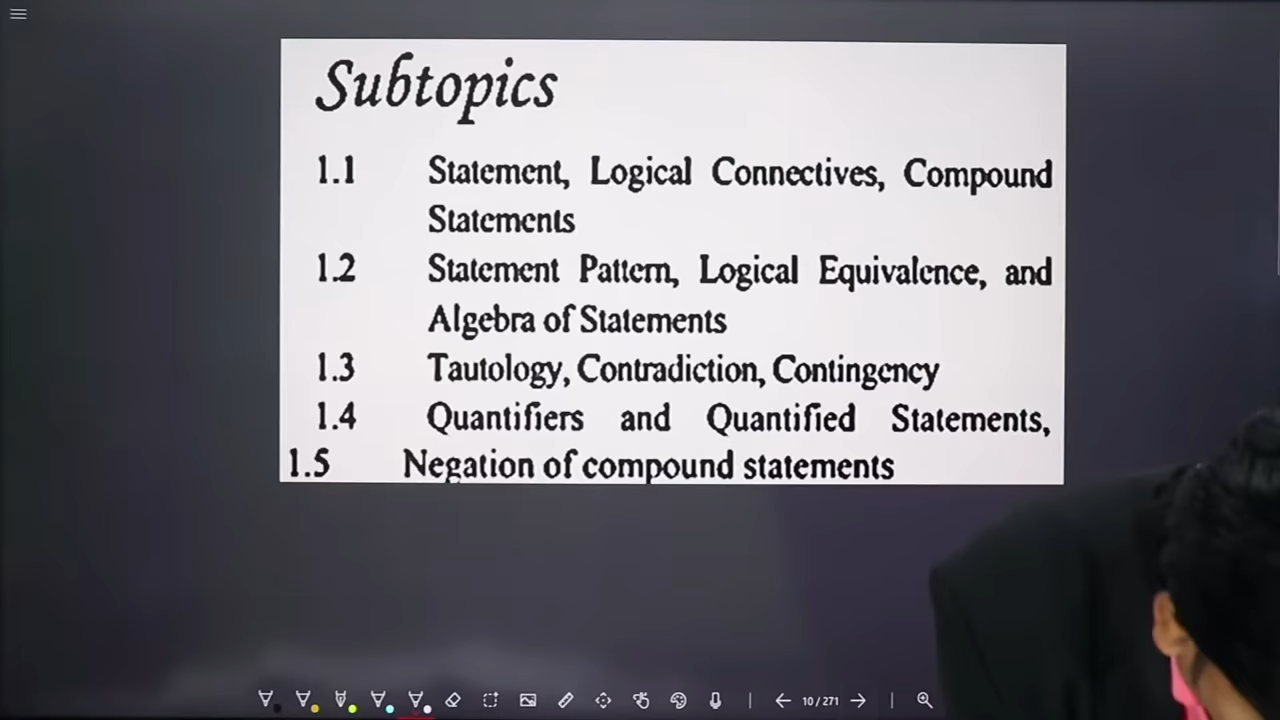 Subtopics
1.1 Statement, Logical Connectives, Compound
Statements
1.2 Statement Pattern, Logical Equivalence, and
Algebra of Statements
1.3 Tautology, Contradiction, Contingency
1.4 Quantifiers and Quantified Statements,
1.5 Negation of compound statements
10/271